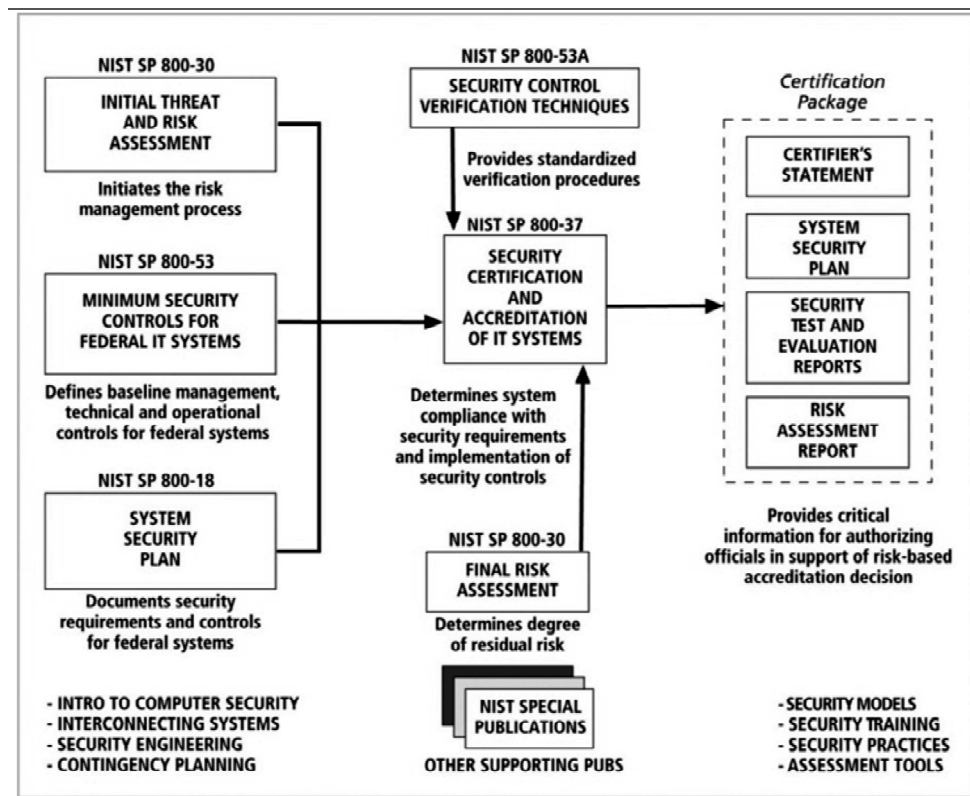 NIST SP 800-30
INITIAL THREAT
AND RISK
ASSESSMENT
Initiates the risk
management process
NIST SP 800-53
MINIMUM SECURITY
CONTROLS FOR
FEDERAL IT SYSTEMS
Defines baseline management,
technical and operational
controls for federal systems
NIST SP 800-18
SYSTEM
SECURITY
PLAN
Documents security
requirements and controls
for federal systems
NIST SP 800-53A
SECURITY CONTROL
VERIFICATION TECHNIQUES
Provides standardized
verification procedures
NIST SP 800-37
SECURITY
CERTIFICATION
AND
ACCREDITATION
OF IT SYSTEMS
Determines system
compliance with
security requirements
and implementation of
security controls
NIST SP 800-30
FINAL RISK
ASSESSMENT
Determines degree
of residual risk
NIST SPECIAL
PUBLICATIONS
OTHER SUPPORTING PUBS
Certification
Package
CERTIFIER'S
STATEMENT
SYSTEM
SECURITY
PLAN
SECURITY
TEST AND
EVALUATION
REPORTS
RISK
ASSESSMENT
REPORT
Provides critical
information for authorizing
officials in support of risk-based
accreditation decision
- INTRO TO COMPUTER SECURITY
- INTERCONNECTING SYSTEMS
- SECURITY ENGINEERING
- CONTINGENCY PLANNING
- SECURITY MODELS
- SECURITY TRAINING
- SECURITY PRACTICES
- ASSESSMENT TOOLS